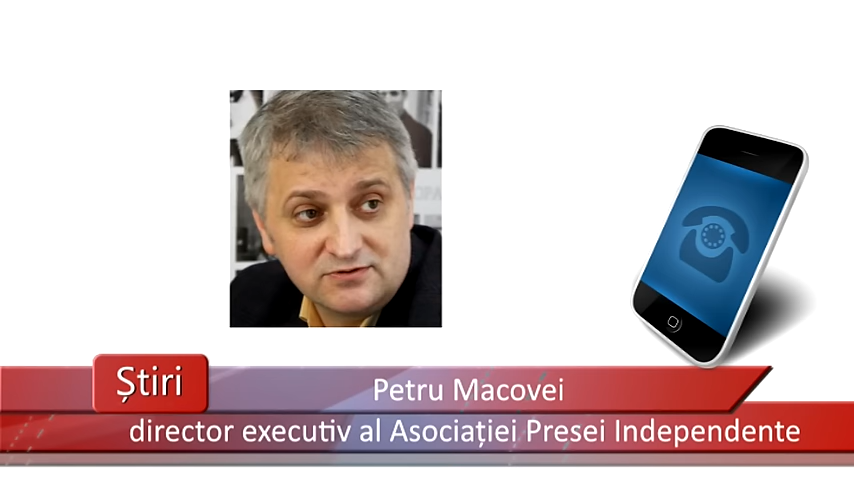 Știri
Petru Macovei
director executiv al Asociației Presei Independente